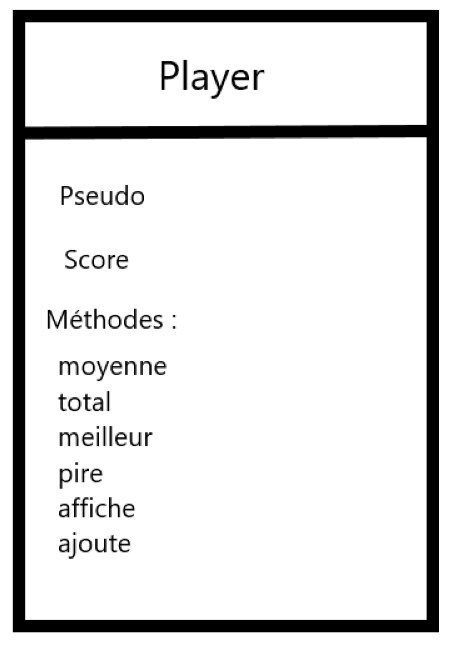 Player
Pseudo
Score
Méthodes :
moyenne
total
meilleur
pire
affiche
ajoute